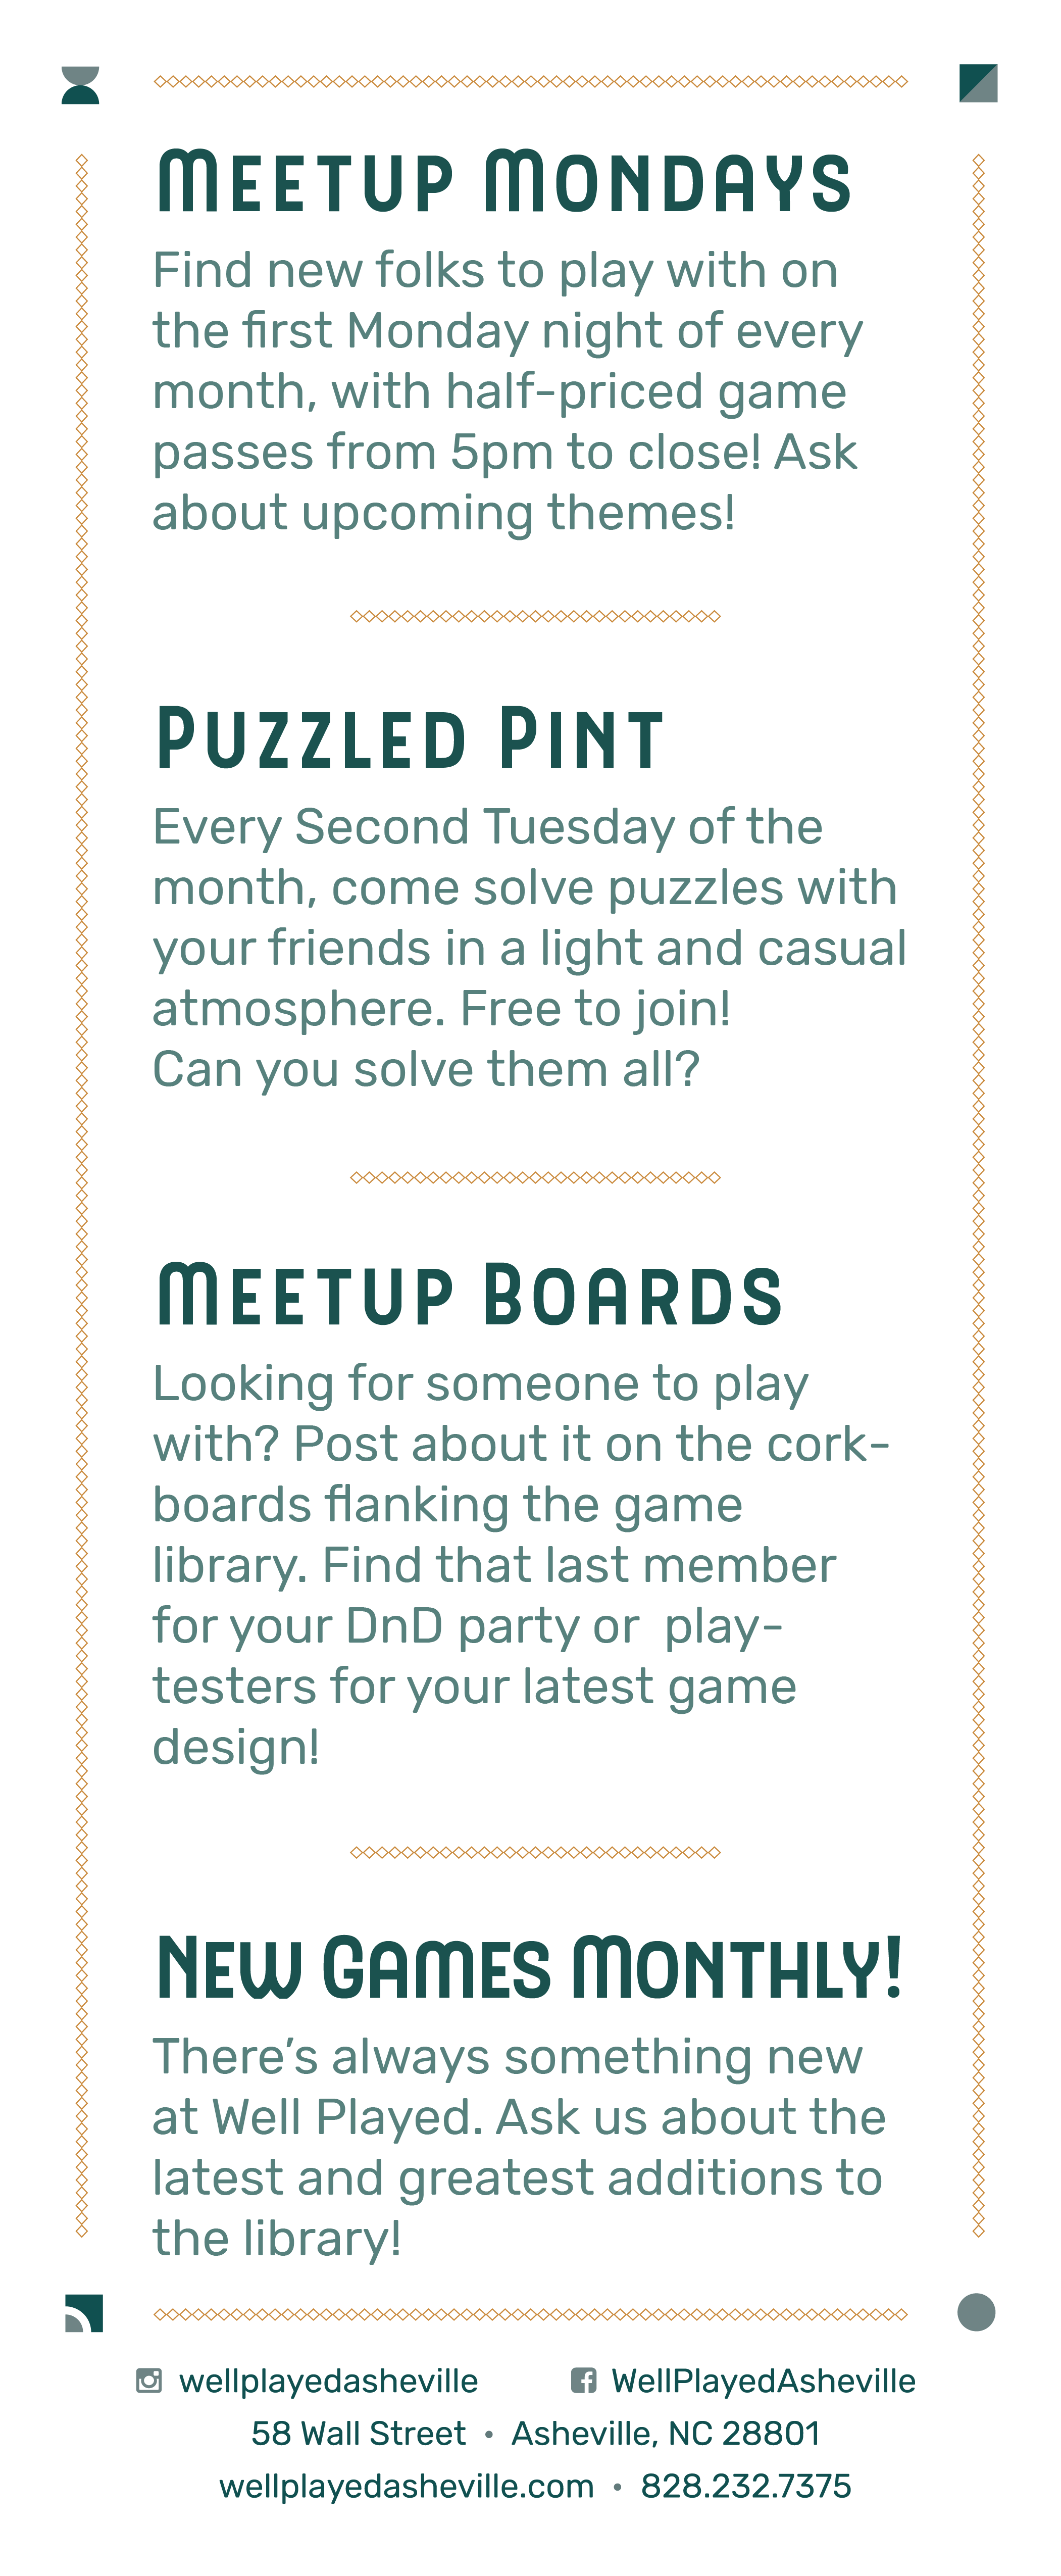 Meetup Mondays
Find new folks to play with on
the first Monday night of every
month, with half-priced game
passes from 5pm to close! Ask
about upcoming themes!
Puzzled Pint
Every Second Tuesday of the
month, come solve puzzles with
your friends in a light and casual
atmosphere. Free to join!
Can you solve them all?
Meetup Boards
Looking for someone to play
with? Post about it on the cork-
boards flanking the game
library. Find that last member
for your DnD party or  play-
testers for your latest game
design!
New Games Monthly!
There’s always something new
at Well Played. Ask us about the
latest and greatest additions to
the library!
wellplayedasheville WellPlayedAsheville
58 Wall Street • Asheville, NC 28801
wellplayedasheville.com • 828.232.7375